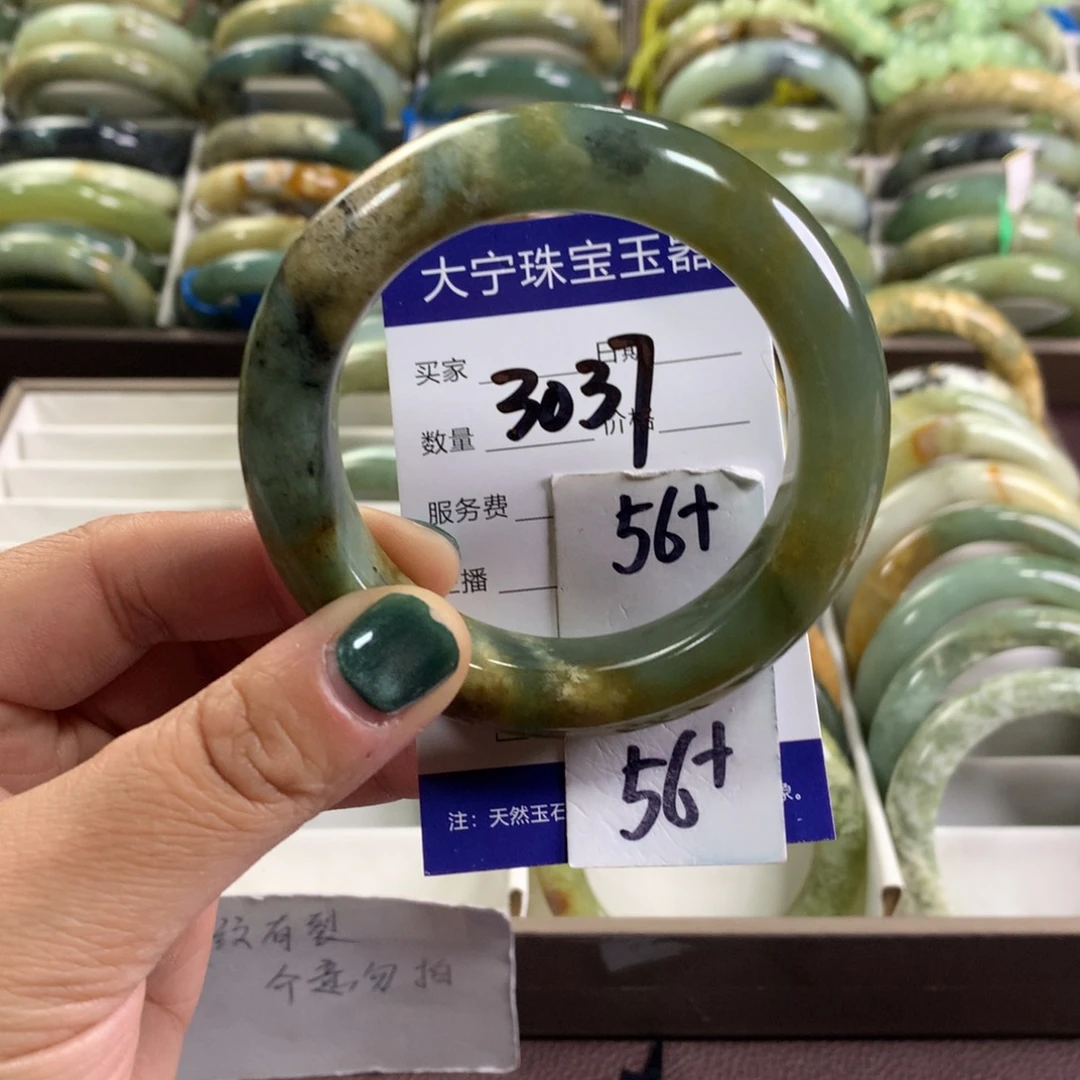 大宁珠宝玉器
买家
日期
3037
数量
价格
服务费
56+
播
56+
注：天然玉石
纹有裂
介意勿拍